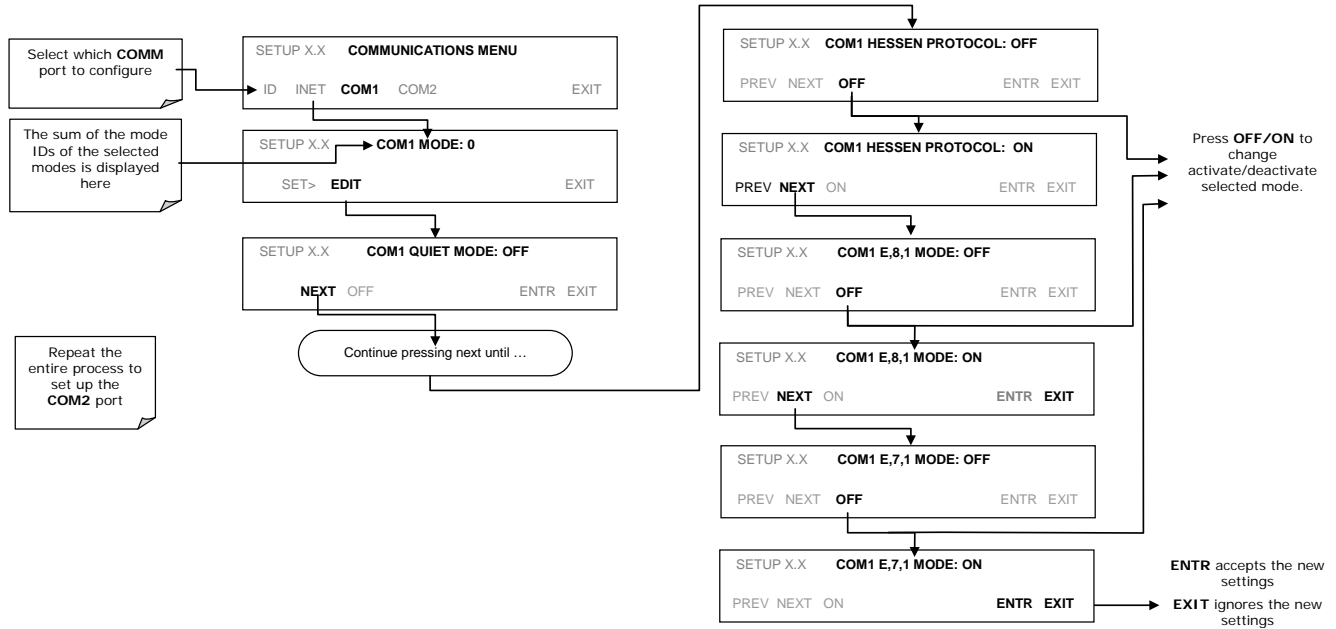 Select which COMM
port to configure
SETUP X.X COMMUNICATIONS MENU
ID INET COM1 COM2 EXIT
The sum of the mode
IDs of the selected
modes is displayed
here
SETUP X.X COM1 MODE: 0
SET> EDIT EXIT
SETUP X.X COM1 QUIET MODE: OFF
NEXT OFF ENTR EXIT
Continue pressing next until …
Repeat the
entire process to
set up the
COM2 port
SETUP X.X COM1 HESSEN PROTOCOL: OFF
PREV NEXT OFF ENTR EXIT
SETUP X.X COM1 HESSEN PROTOCOL: ON
PREV NEXT ON ENTR EXIT
SETUP X.X COM1 E,8,1 MODE: OFF
PREV NEXT OFF ENTR EXIT
SETUP X.X COM1 E,8,1 MODE: ON
PREV NEXT ON ENTR EXIT
SETUP X.X COM1 E,7,1 MODE: OFF
PREV NEXT OFF ENTR EXIT
SETUP X.X COM1 E,7,1 MODE: ON
PREV NEXT ON ENTR EXIT
Press OFF/ON to
change
activate/deactivate
selected mode.
ENTR accepts the new
settings
EXIT ignores the new
settings